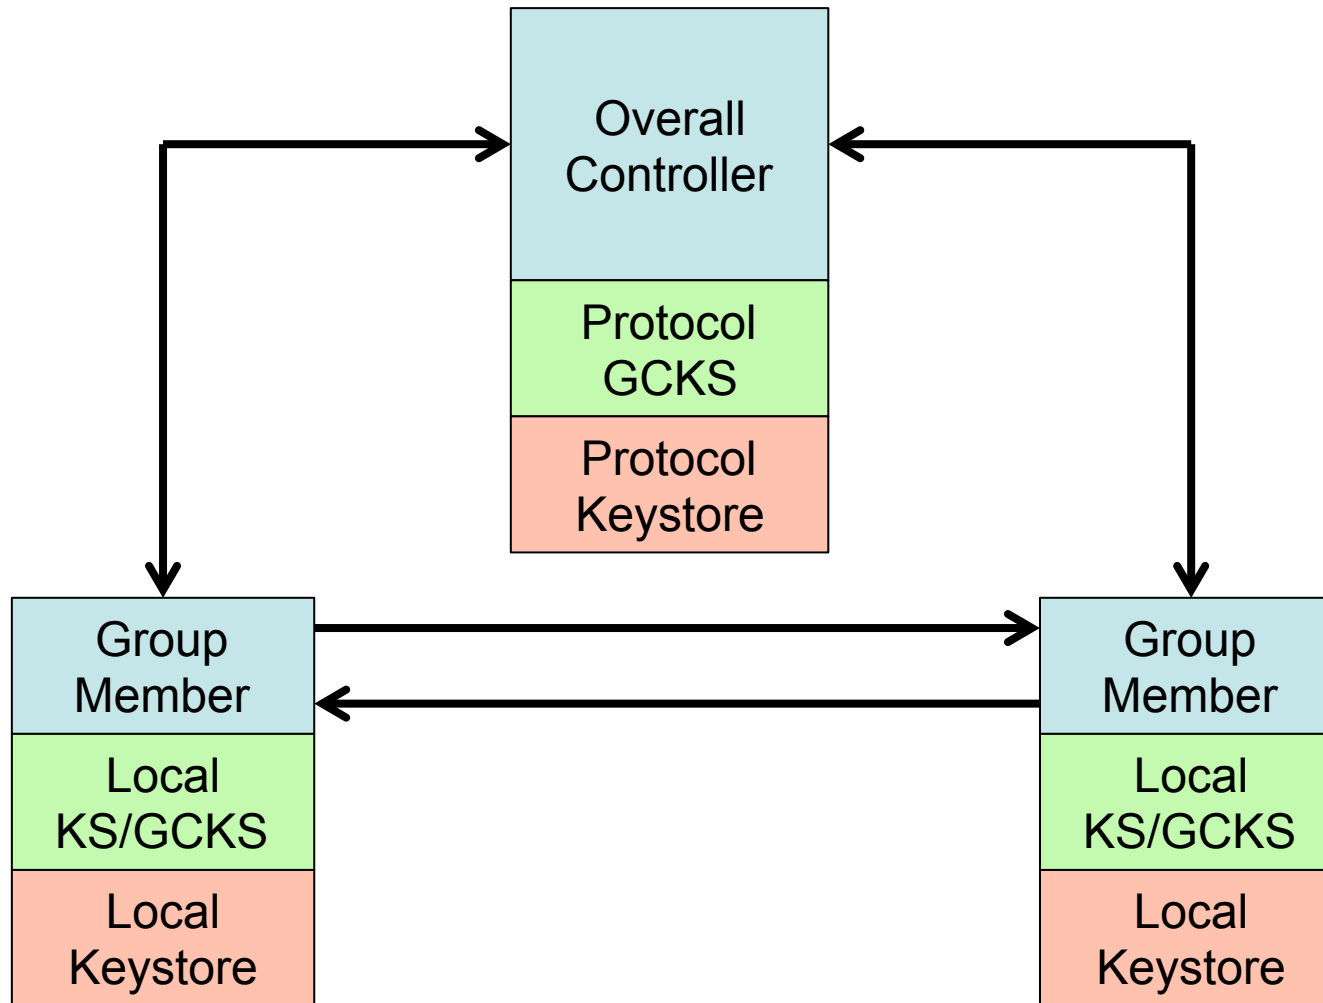 Overall
Controller
Protocol
GCKS
Protocol
Keystore
Group
Member
Local
KS/GCKS
Local
Keystore
Group
Member
Local
KS/GCKS
Local
Keystore